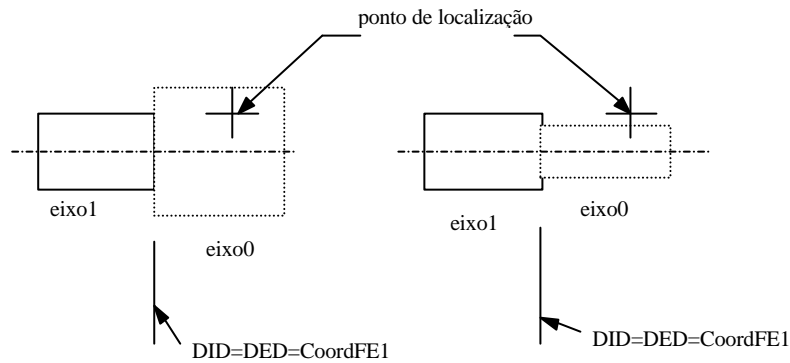 ponto de localização
eixo1
eixo0
eixo1
eixo0
DID=DED=CoordFE1
DID=DED=CoordFE1